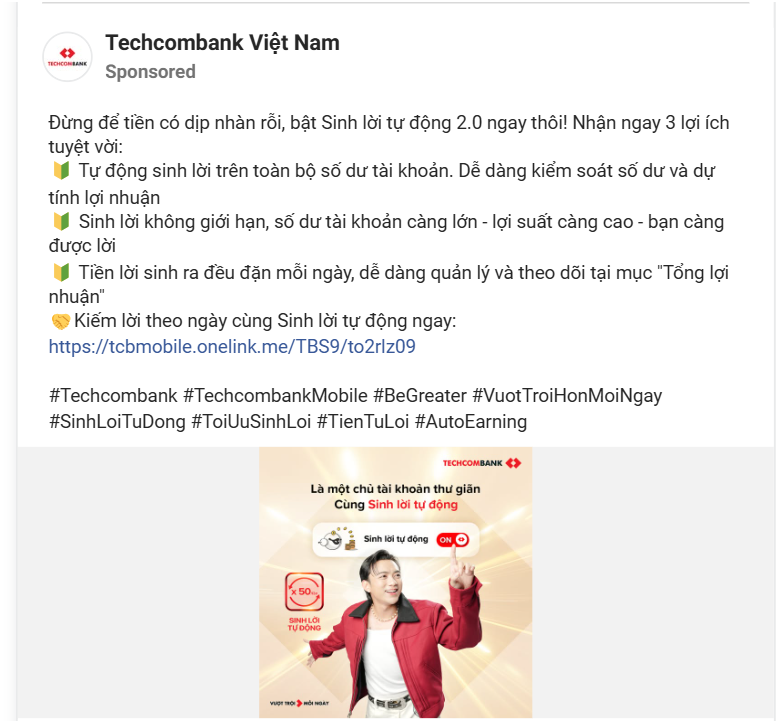 TECHCOMBANK
Techcombank Việt Nam
Sponsored
Đừng để tiền có dịp nhàn rỗi, bật Sinh lời tự động 2.0 ngay thôi! Nhận ngay 3 lợi ích
tuyệt vời:
🔰 Tự động sinh lời trên toàn bộ số dư tài khoản. Dễ dàng kiểm soát số dư và dự
tính lợi nhuận
🔰 Sinh lời không giới hạn, số dư tài khoản càng lớn - lợi suất càng cao - bạn càng
được lời
🔰 Tiền lời sinh ra đều đặn mỗi ngày, dễ dàng quản lý và theo dõi tại mục "Tổng lợi
nhuận"
🤝Kiếm lời theo ngày cùng Sinh lời tự động ngay:
https://tcbmobile.onelink.me/TBS9/to2rlz09
#Techcombank #TechcombankMobile #BeGreater #VuotTroiHonMoiNgay
#SinhLoiTuDong #ToiUuSinhLoi #TienTuLoi #AutoEarning
TECHCOMBANK
Là một chủ tài khoản thư giãn
Cùng Sinh lời tự động
Sinh lời tự động ON
x 50
SINH LỜI
TỰ ĐỘNG
VƯỢT TRỘI MỖI NGÀY